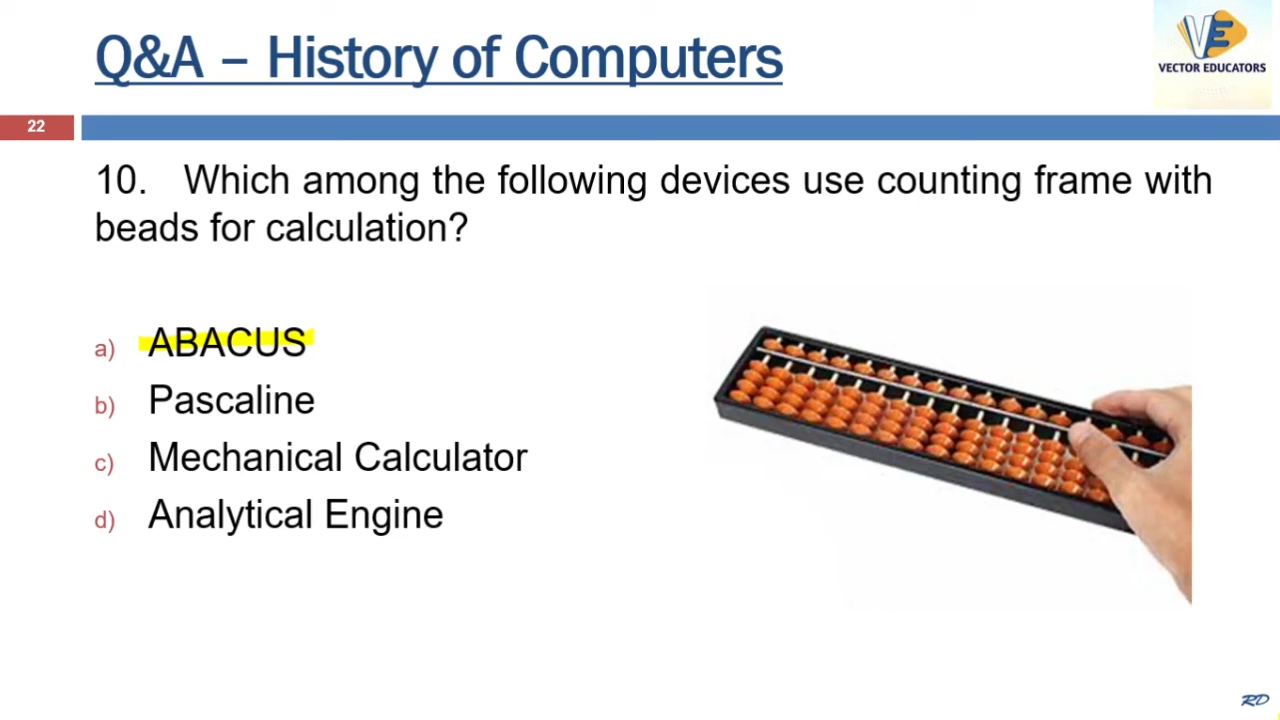 Q&A – History of Computers
VE
VECTOR EDUCATORS
22
10. Which among the following devices use counting frame with
beads for calculation?
a) ABACUS
b) Pascaline
c) Mechanical Calculator
d) Analytical Engine
RD